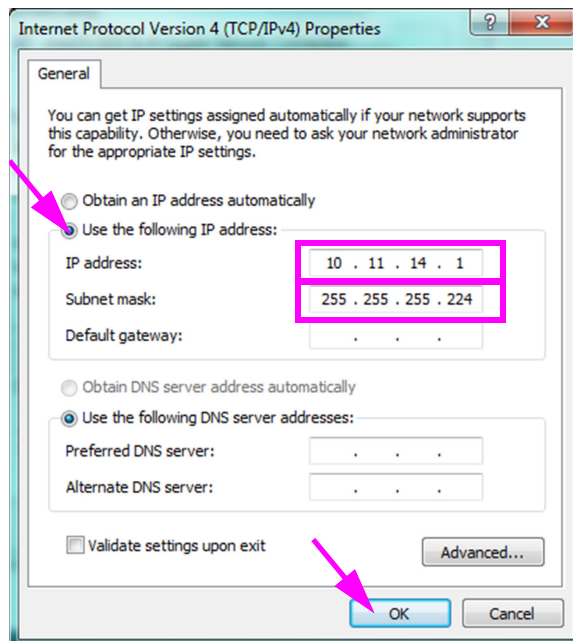 Internet Protocol Version 4 (TCP/IPv4) Properties
?
X
General
You can get IP settings assigned automatically if your network supports
this capability. Otherwise, you need to ask your network administrator
for the appropriate IP settings.
Obtain an IP address automatically
Use the following IP address:
IP address: 10 . 11 . 14 . 1
Subnet mask: 255 . 255 . 255 . 224
Default gateway: . . .
Obtain DNS server address automatically
Use the following DNS server addresses:
Preferred DNS server: . . .
Alternate DNS server: . . .
Validate settings upon exit
Advanced...
OK Cancel